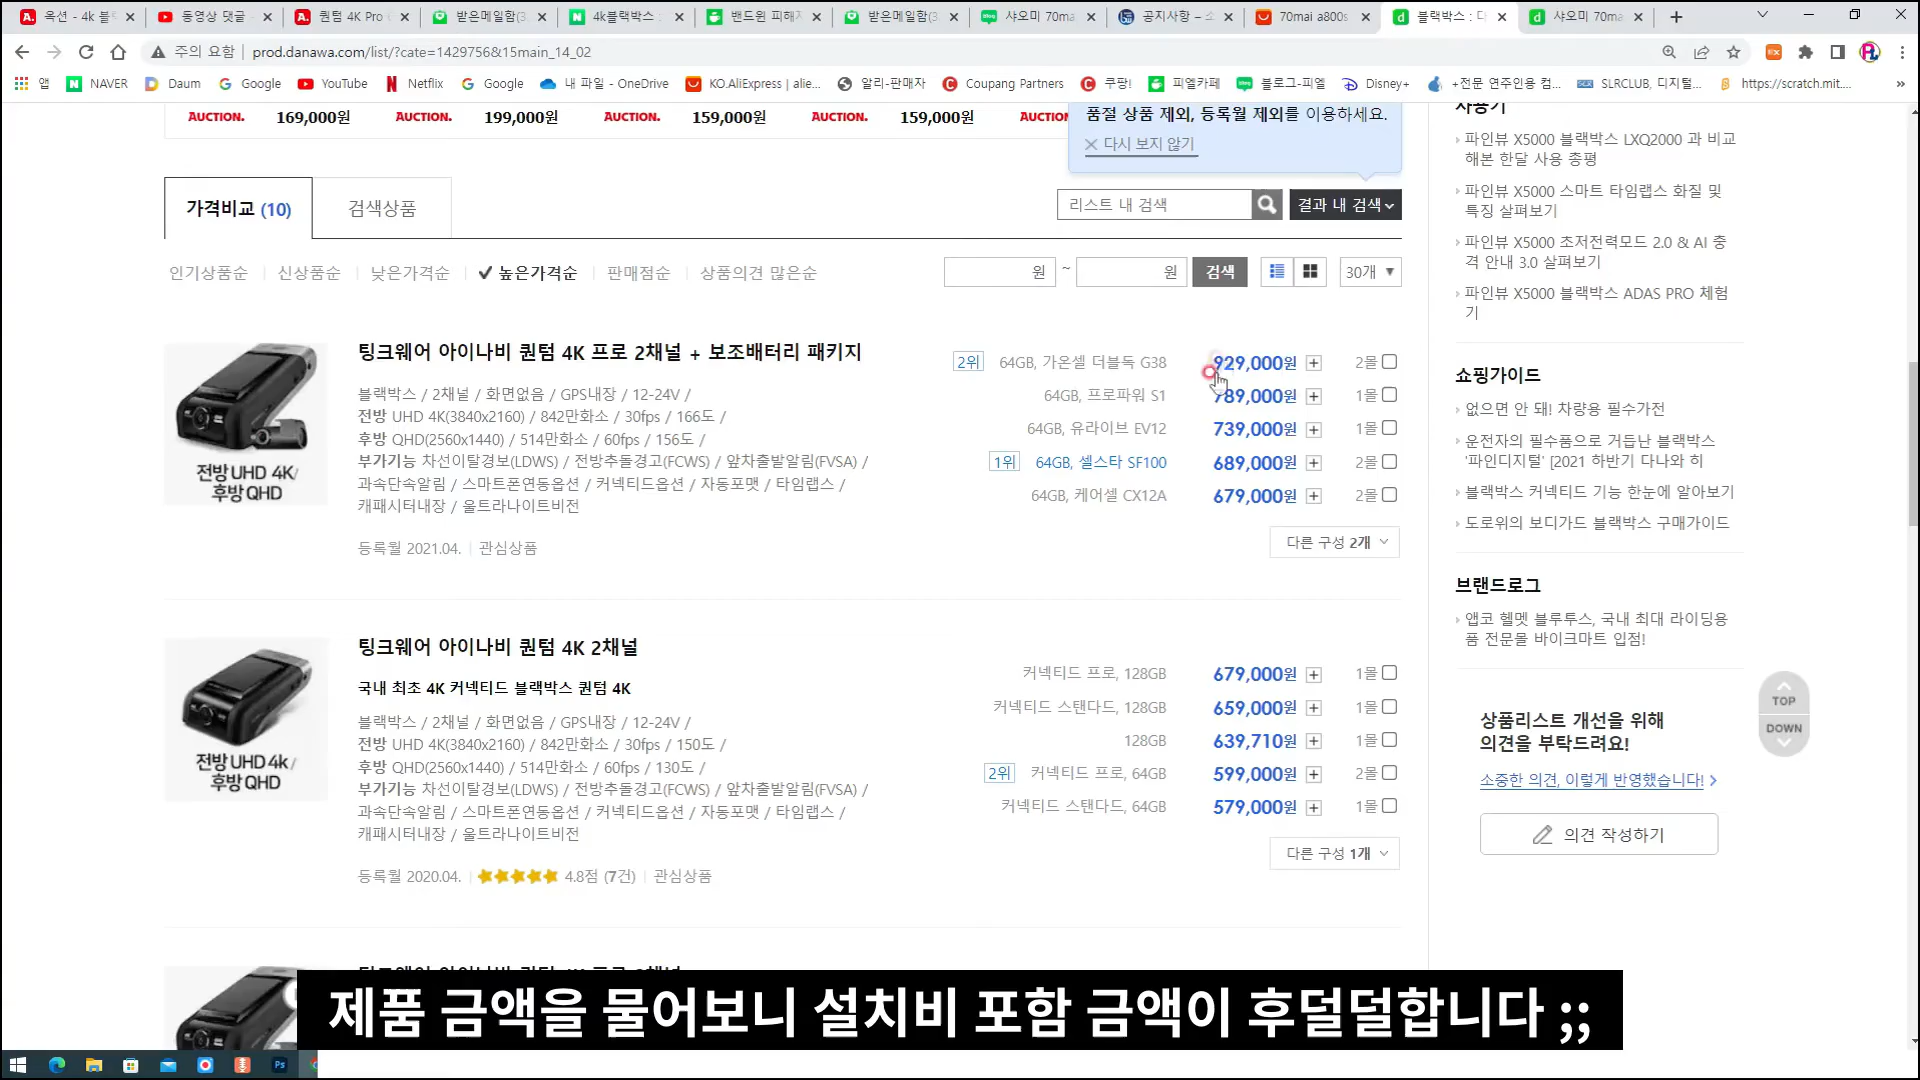 옥션 - 4k 블
동영상 댓글
퀀텀 4K Pro
받은메일함(3
4k블랙박스 :
밴드윈 피해자
받은메일함(3
샤오미 70ma
공지사항 – 소
70mai a800s
블랙박스 : 다
샤오미 70ma
주의 요함
prod.danawa.com/list/?cate=1429756&15main_14_02
앱 NAVER Daum Google YouTube Netflix Google 내 파일 - OneDrive KO.AliExpress | alie... 알리-판매자 Coupang Partners 쿠팡! 피엘카페 블로그-피엘 Disney+ +전문 연주인용 컴... SLRCLUB, 디지털... https://scratch.mit....
AUCTION. 169,000원 AUCTION. 199,000원 AUCTION. 159,000원 AUCTION. 159,000원 AUCTION
품절 상품 제외, 등록월 제외를 이용하세요.
다시 보지 않기
가격비교 (10) 검색상품
리스트 내 검색 결과 내 검색
인기상품순 신상품순 낮은가격순 높은가격순 판매점순 상품의견 많은순
원 ~ 원 검색 30개
팅크웨어 아이나비 퀀텀 4K 프로 2채널 + 보조배터리 패키지
블랙박스 / 2채널 / 화면없음 / GPS내장 / 12-24V /
전방 UHD 4K(3840x2160) / 842만화소 / 30fps / 166도 /
후방 QHD(2560x1440) / 514만화소 / 60fps / 156도 /
부가기능 차선이탈경보(LDWS) / 전방추돌경고(FCWS) / 앞차출발알림(FVSA) /
과속단속알림 / 스마트폰연동옵션 / 커넥티드옵션 / 자동포맷 / 타임랩스 /
캐패시터내장 / 울트라나이트비전
등록월 2021.04. 관심상품
전방UHD 4K/
후방QHD
2위 64GB, 가온셀 더블독 G38 929,000원 2몰
64GB, 프로파워 S1 789,000원 1몰
64GB, 유라이브 EV12 739,000원 1몰
1위 64GB, 셀스타 SF100 689,000원 2몰
64GB, 케어셀 CX12A 679,000원 2몰
다른 구성 2개
팅크웨어 아이나비 퀀텀 4K 2채널
국내 최초 4K 커넥티드 블랙박스 퀀텀 4K
블랙박스 / 2채널 / 화면없음 / GPS내장 / 12-24V /
전방 UHD 4K(3840x2160) / 842만화소 / 30fps / 150도 /
후방 QHD(2560x1440) / 514만화소 / 60fps / 130도 /
부가기능 차선이탈경보(LDWS) / 전방추돌경고(FCWS) / 앞차출발알림(FVSA) /
과속단속알림 / 스마트폰연동옵션 / 커넥티드옵션 / 자동포맷 / 타임랩스 /
캐패시터내장 / 울트라나이트비전
등록월 2020.04. 4.8점 (7건) 관심상품
전방UHD 4k/
후방QHD
커넥티드 프로, 128GB 679,000원 1몰
커넥티드 스탠다드, 128GB 659,000원 1몰
128GB 639,710원 1몰
2위 커넥티드 프로, 64GB 599,000원 2몰
커넥티드 스탠다드, 64GB 579,000원 1몰
다른 구성 1개
사용기
파인뷰 X5000 블랙박스 LXQ2000 과 비교
해본 한달 사용 총평
파인뷰 X5000 스마트 타임랩스 화질 및
특징 살펴보기
파인뷰 X5000 초저전력모드 2.0 & AI 충
격 안내 3.0 살펴보기
파인뷰 X5000 블랙박스 ADAS PRO 체험
기
쇼핑가이드
없으면 안 돼! 차량용 필수가전
운전자의 필수품으로 거듭난 블랙박스
'파인디지털' [2021 하반기 다나와 히
블랙박스 커넥티드 기능 한눈에 알아보기
도로위의 보디가드 블랙박스 구매가이드
브랜드로그
앱코 헬멧 블루투스, 국내 최대 라이딩용
품 전문몰 바이크마트 입점!
TOP
DOWN
상품리스트 개선을 위해
의견을 부탁드려요!
소중한 의견, 이렇게 반영했습니다!
의견 작성하기
제품 금액을 물어보니 설치비 포함 금액이 후덜덜합니다 ;;
Ps